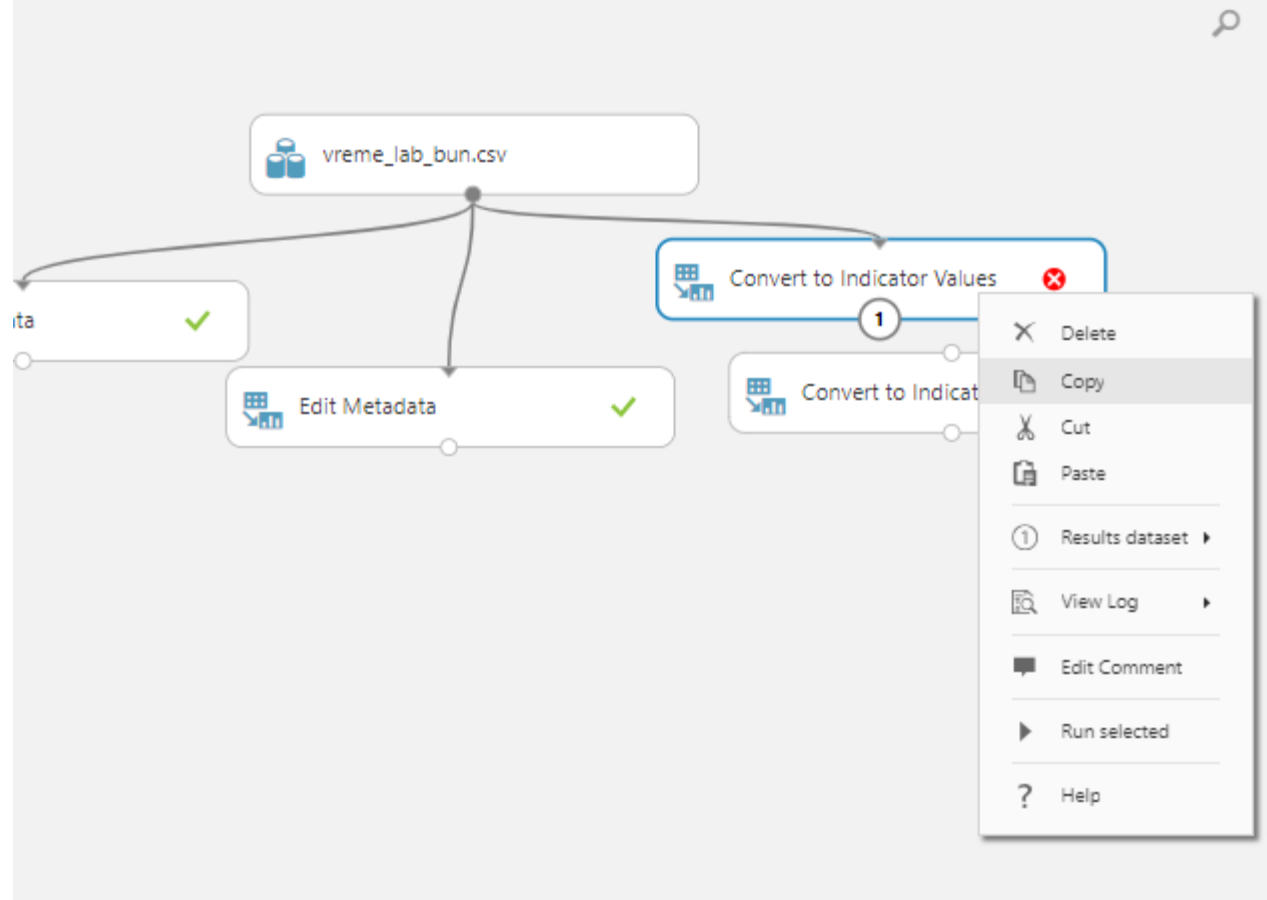 vreme_lab_bun.csv
Convert to Indicator Values
1
ta
Edit Metadata
Convert to Indicat
Delete
Copy
Cut
Paste
1 Results dataset
View Log
Edit Comment
Run selected
? Help